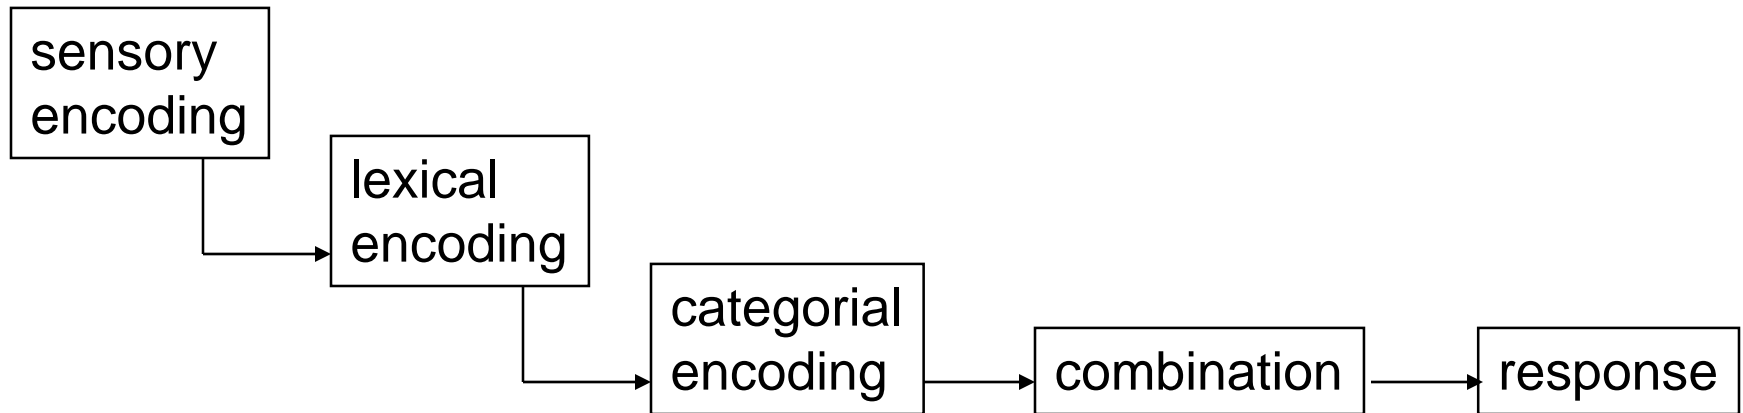 sensory
encoding
lexical
encoding
categorial
encoding
combination
response